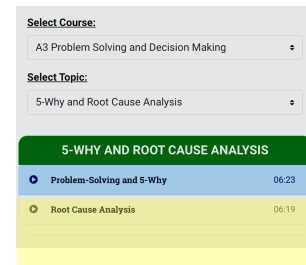 Select Course:
A3 Problem Solving and Decision Making
Select Topic:
5-Why and Root Cause Analysis
5-WHY AND ROOT CAUSE ANALYSIS
Problem-Solving and 5-Why 06:23
Root Cause Analysis 06:19